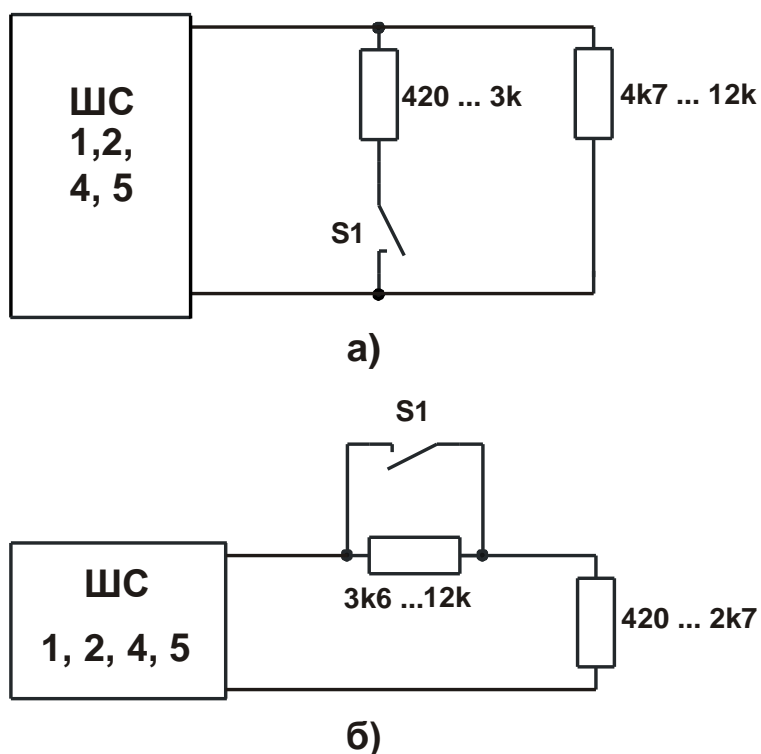 ШС
1,2,
4, 5
420 ... 3k
4k7 ... 12k
S1
а)
S1
ШС
1, 2, 4, 5
3k6 ...12k
420 ... 2k7
б)